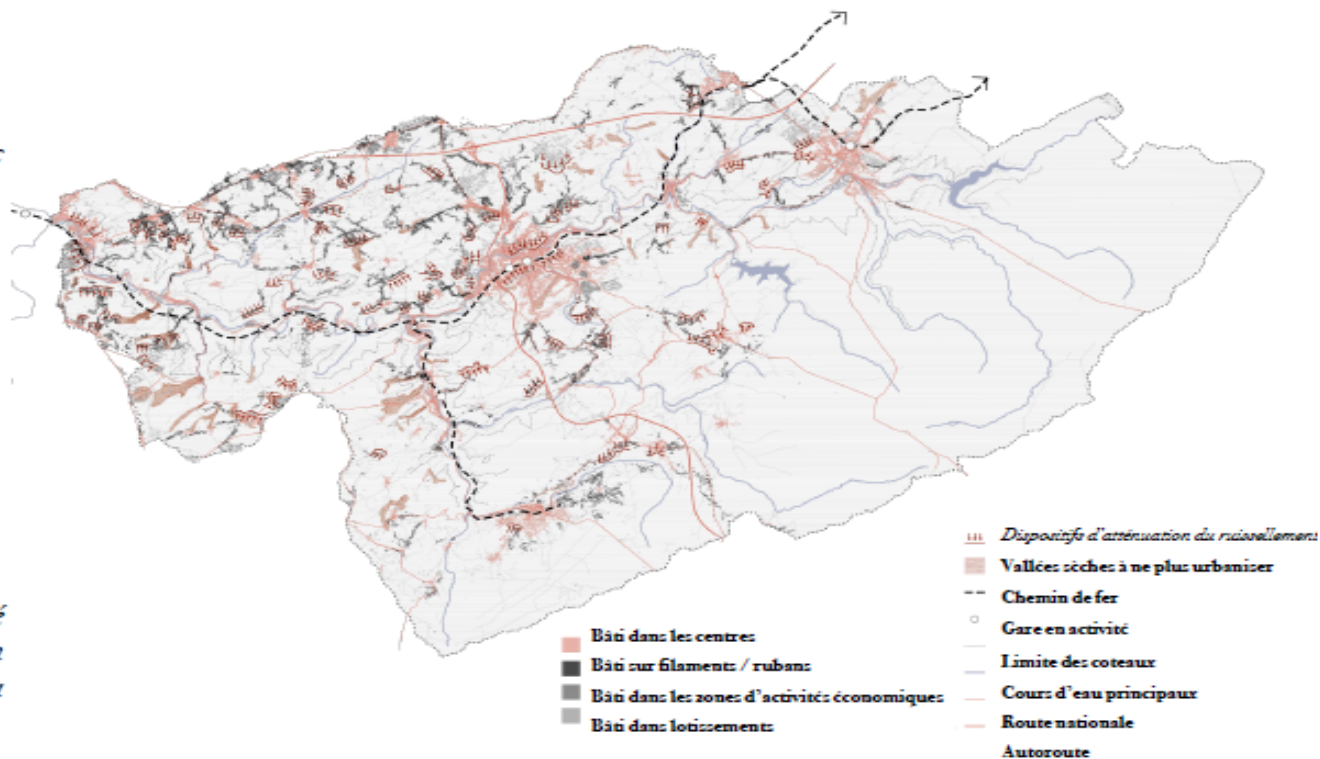 Dispositifs d'atténuation du ruissellement
Vallées sèches à ne plus urbaniser
Chemin de fer
Gare en activité
Limite des coteaux
Cours d'eau principaux
Route nationale
Autoroute
Bâti dans les centres
Bâti sur filaments / rubans
Bâti dans les zones d'activités économiques
Bâti dans lotissements